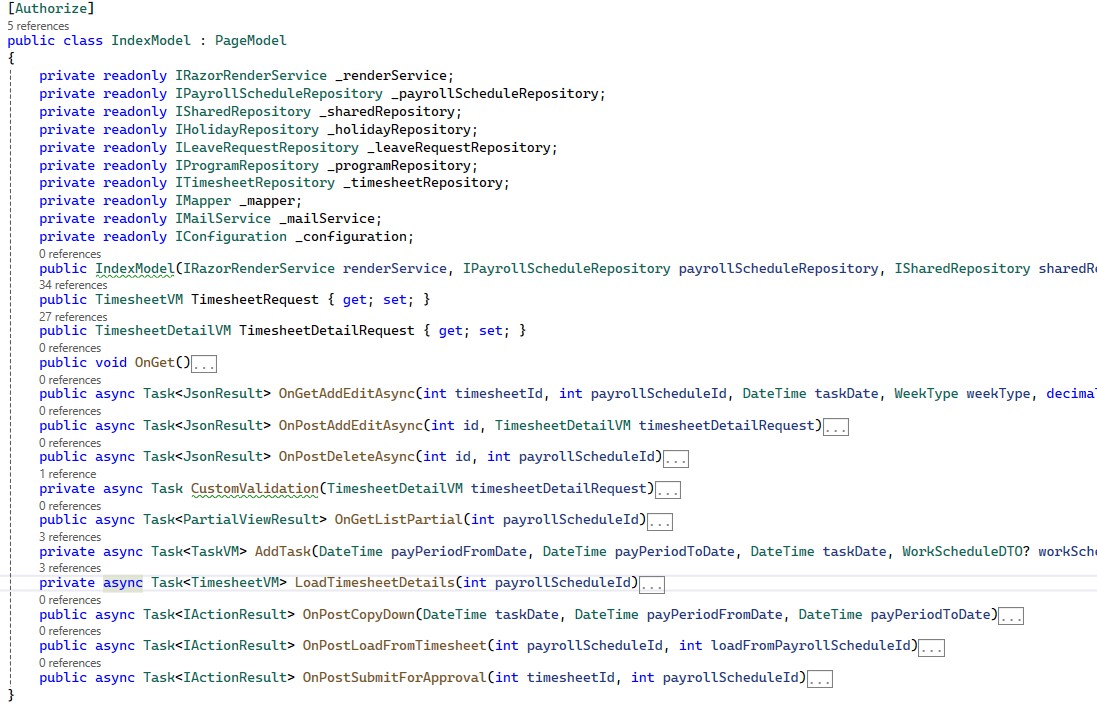 [Authorize]
5 references
public class IndexModel : PageModel
{
private readonly IRazorRenderService _renderService;
private readonly IPayrollScheduleRepository _payrollScheduleRepository;
private readonly ISharedRepository _sharedRepository;
private readonly IHolidayRepository _holidayRepository;
private readonly ILeaveRequestRepository _leaveRequestRepository;
private readonly IProgramRepository _programRepository;
private readonly ITimesheetRepository _timesheetRepository;
private readonly IMapper _mapper;
private readonly IMailService _mailService;
private readonly IConfiguration _configuration;
0 references
public IndexModel(IRazorRenderService renderService, IPayrollScheduleRepository payrollScheduleRepository, ISharedRepository sharedRe
34 references
public TimesheetVM TimesheetRequest { get; set; }
27 references
public TimesheetDetailVM TimesheetDetailRequest { get; set; }
0 references
public void OnGet()...
0 references
public async Task<JsonResult> OnGetAddEditAsync(int timesheetId, int payrollScheduleId, DateTime taskDate, WeekType weekType, decimal
0 references
public async Task<JsonResult> OnPostAddEditAsync(int id, TimesheetDetailVM timesheetDetailRequest)...
0 references
public async Task<JsonResult> OnPostDeleteAsync(int id, int payrollScheduleId)...
1 reference
private async Task CustomValidation(TimesheetDetailVM timesheetDetailRequest)...
0 references
public async Task<PartialViewResult> OnGetListPartial(int payrollScheduleId)...
3 references
private async Task<TaskVM> AddTask(DateTime payPeriodFromDate, DateTime payPeriodToDate, DateTime taskDate, WorkScheduleDTO? workSche
3 references
private async Task<TimesheetVM> LoadTimesheetDetails(int payrollScheduleId)...
0 references
public async Task<IActionResult> OnPostCopyDown(DateTime taskDate, DateTime payPeriodFromDate, DateTime payPeriodToDate)...
0 references
public async Task<IActionResult> OnPostLoadFromTimesheet(int payrollScheduleId, int loadFromPayrollScheduleId)...
0 references
public async Task<IActionResult> OnPostSubmitForApproval(int timesheetId, int payrollScheduleId)...
}